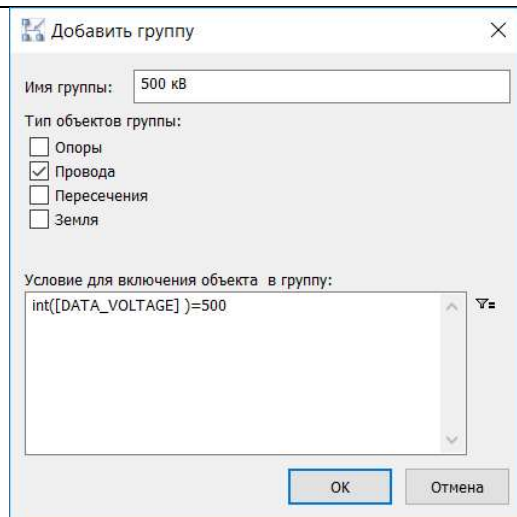 Добавить группу
Имя группы: 500 кВ
Тип объектов группы:
Опоры
Провода
Пересечения
Земля
Условие для включения объекта в группу:
int([DATA_VOLTAGE] )=500
ОК Отмена